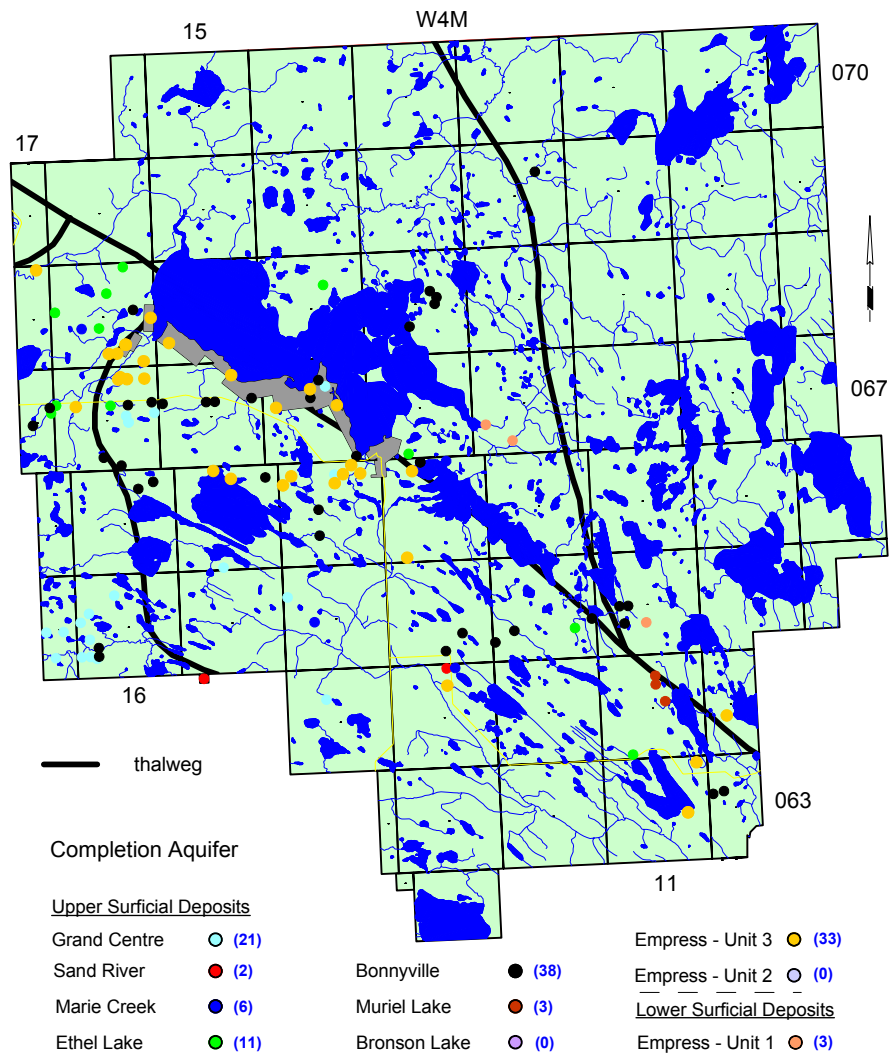 W4M
15
070
17
067
16
thalweg
063
11
Completion Aquifer
Upper Surficial Deposits
Grand Centre (21)
Sand River (2)
Marie Creek (6)
Ethel Lake (11)
Bonnyville (38)
Muriel Lake (3)
Bronson Lake (0)
Empress - Unit 3 (33)
Empress - Unit 2 (0)
Lower Surficial Deposits
Empress - Unit 1 (3)